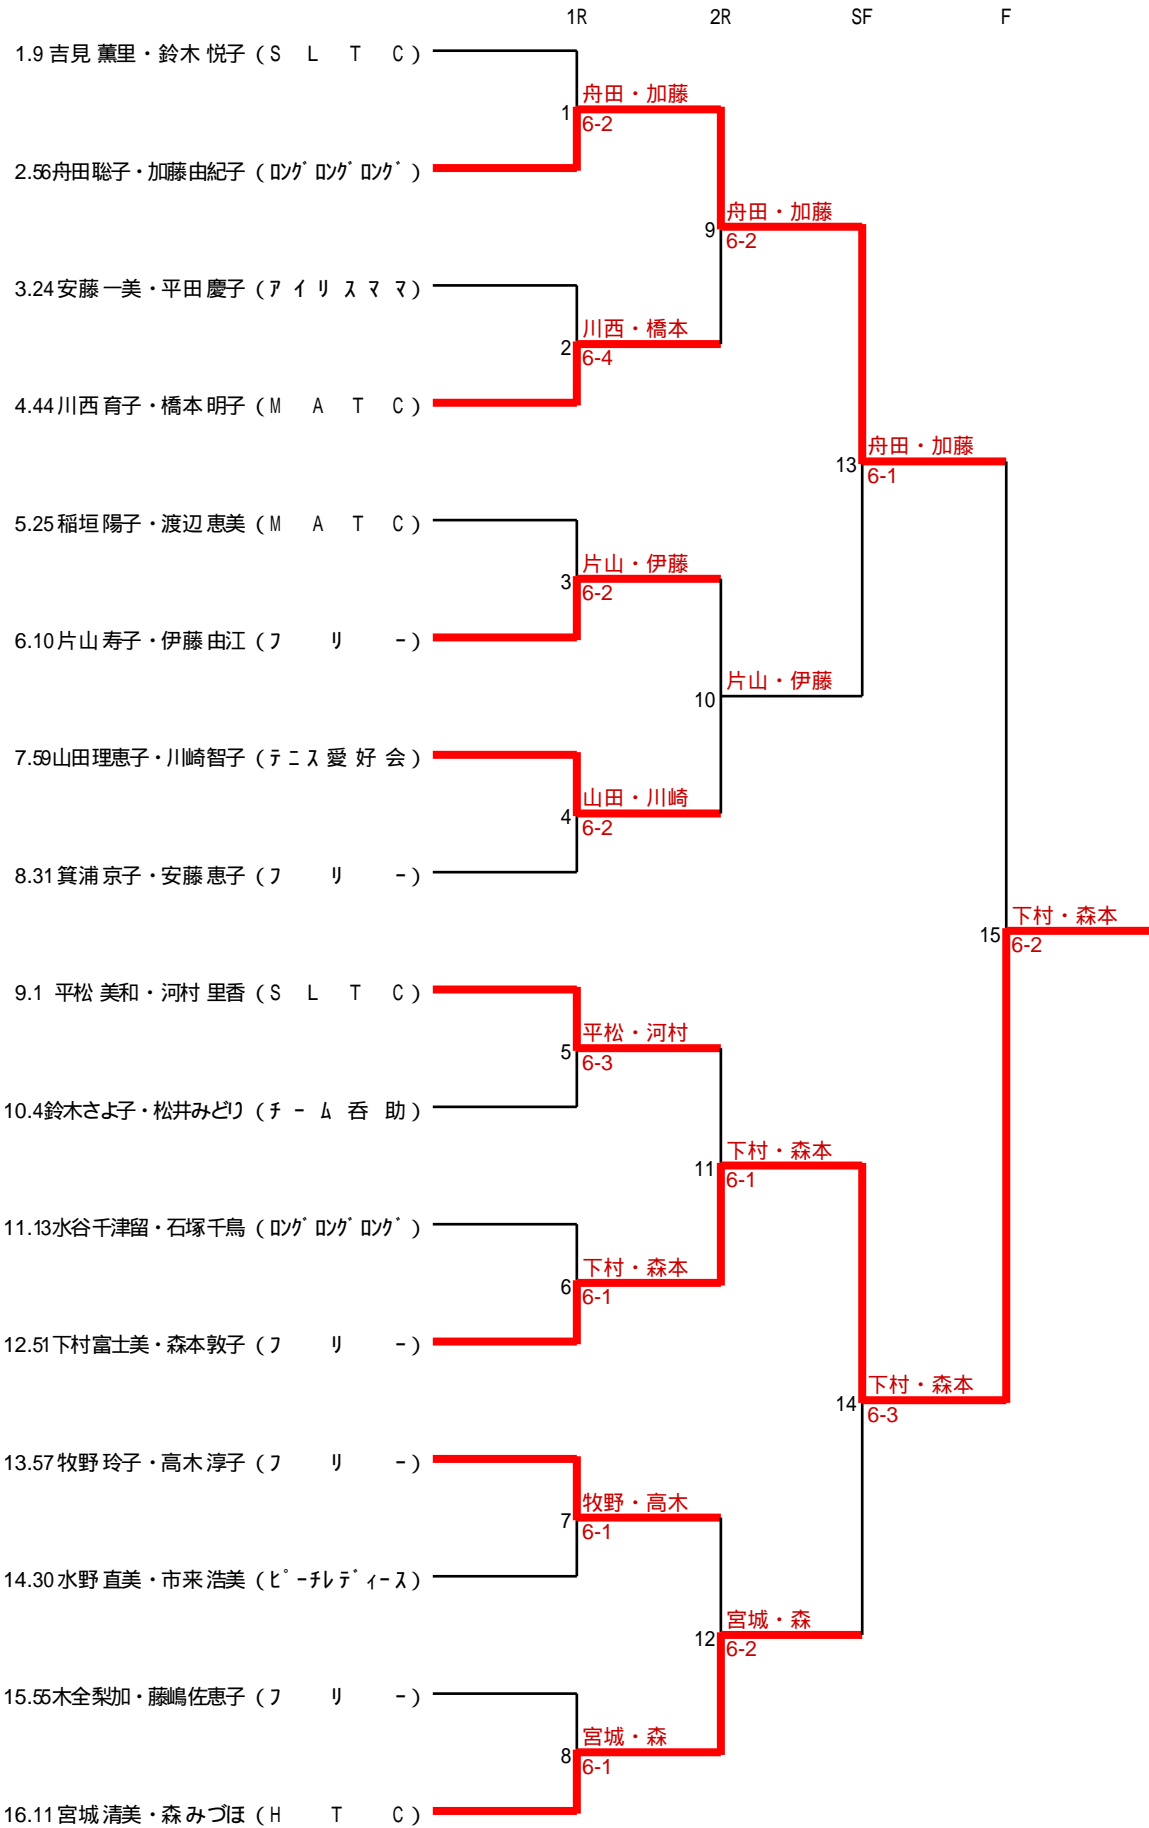 1R 2R SF F
1.9 吉見 薫里・鈴木 悦子 (S L T C)
舟田・加藤
1
6-2
2.56舟田聡子・加藤由紀子 (ロングロングロング)
舟田・加藤
9
6-2
3.24 安藤 一美・平田 慶子 (アイリスママ)
川西・橋本
2
6-4
4.44 川西 育子・橋本 明子 (M A T C)
舟田・加藤
13
6-1
5.25 稲垣 陽子・渡辺 恵美 (M A T C)
片山・伊藤
3
6-2
6.10 片山 寿子・伊藤 由江 (フ リ ー)
片山・伊藤
10
7.59山田理恵子・川崎智子 (テニス愛好会)
山田・川崎
4
6-2
8.31 箕浦 京子・安藤 恵子 (フ リ ー)
下村・森本
15
6-2
9.1 平松 美和・河村 里香 (S L T C)
平松・河村
5
6-3
10.4鈴木さよ子・松井みどり (チーム呑助)
下村・森本
11
6-1
11.13水谷千津留・石塚千鳥 (ロングロングロング)
下村・森本
6
6-1
12.51下村富士美・森本敦子 (フ リ ー)
下村・森本
14
6-3
13.57 牧野 玲子・高木 淳子 (フ リ ー)
牧野・高木
7
6-1
14.30 水野 直美・市来 浩美 (ピーチレディース)
宮城・森
12
6-2
15.55木全梨加・藤嶋佐恵子 (フ リ ー)
宮城・森
8
6-1
16.11 宮城 清美・森 みづほ (H T C)